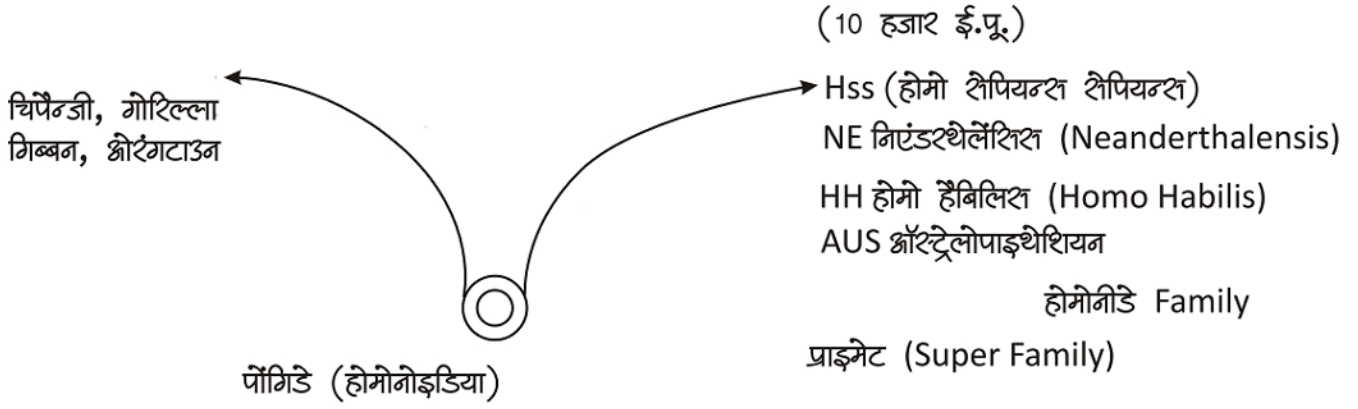 (10 हजार ई.पू.)
चिपैन्जी, गोरिल्ला
गिब्बन, ओरंगटाउन
Hss (होमो सेपियन्स सेपियन्स)
NE निएंडरथेलेंसिस (Neanderthalensis)
HH होमो हैबिलिस (Homo Habilis)
AUS ऑस्ट्रेलोपाइथेशियन
होमोनीडे Family
प्राइमेट (Super Family)
पोंगिडे (होमोनोइडिया)